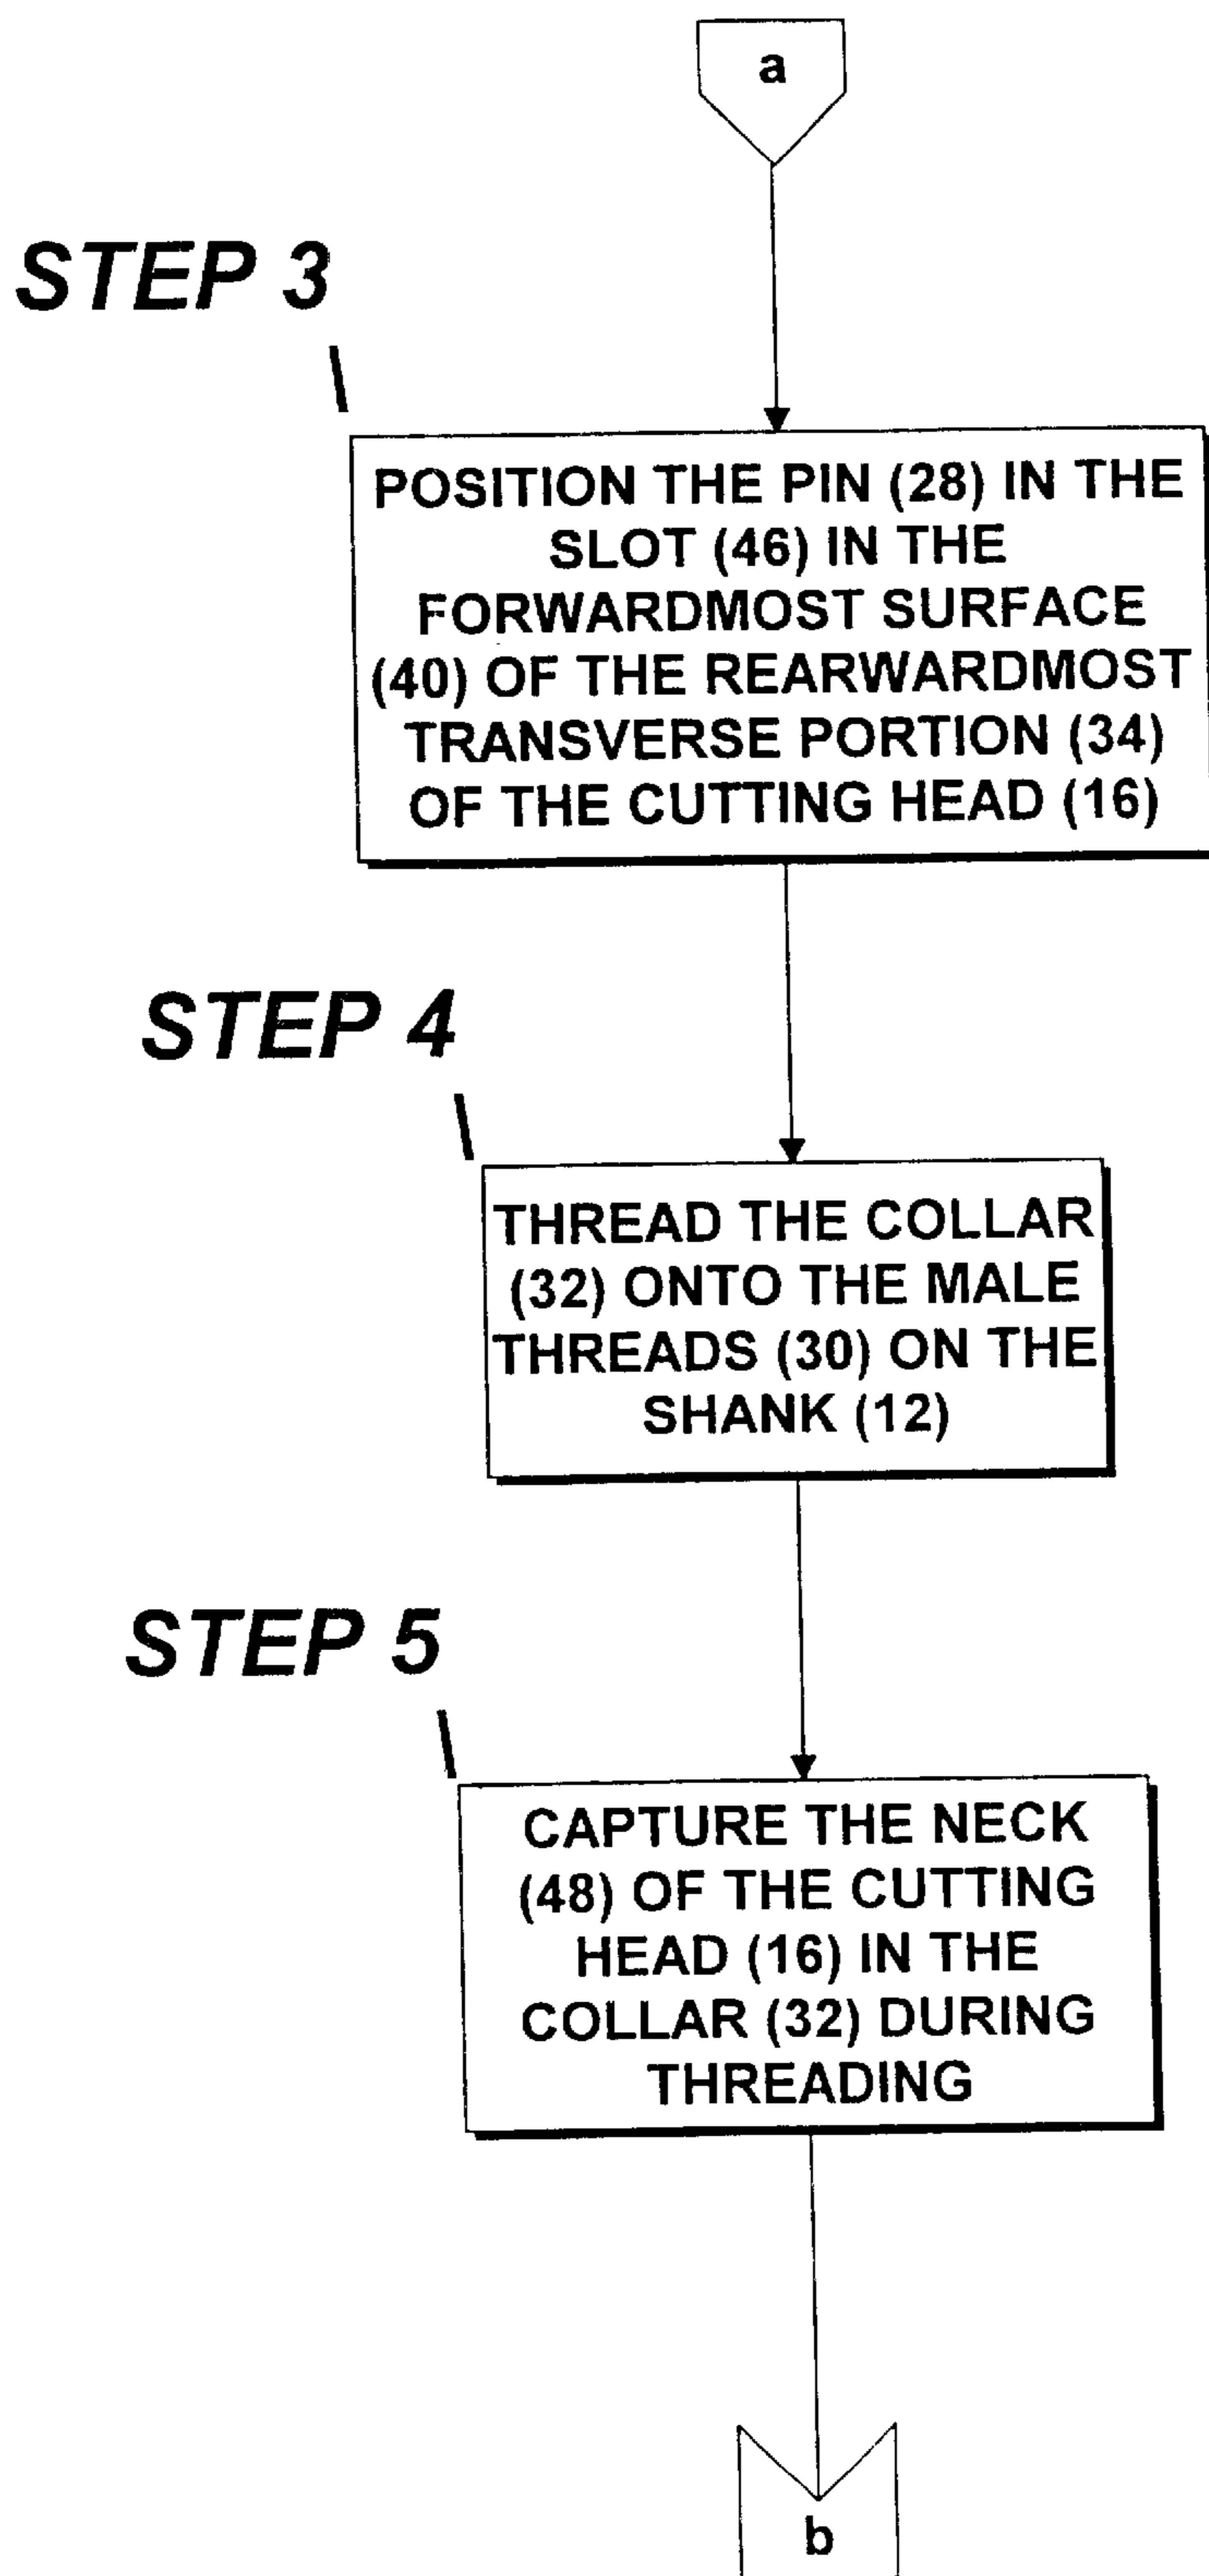 a
STEP 3
POSITION THE PIN (28) IN THE
SLOT (46) IN THE
FORWARDMOST SURFACE
(40) OF THE REARWARDMOST
TRANSVERSE PORTION (34)
OF THE CUTTING HEAD (16)
STEP 4
THREAD THE COLLAR
(32) ONTO THE MALE
THREADS (30) ON THE
SHANK (12)
STEP 5
CAPTURE THE NECK
(48) OF THE CUTTING
HEAD (16) IN THE
COLLAR (32) DURING
THREADING
b